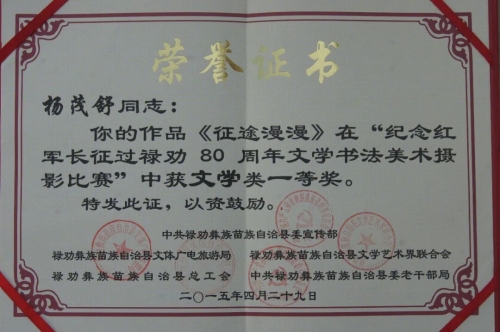 荣誉证书
杨茂舒同志：
你的作品《征途漫漫》在“纪念红
军长征过禄劝 80 周年文学书法美术摄
影比赛”中获文学类一等奖。
特发此证，以资鼓励。
中共禄劝彝族苗族自治县委宣传部
禄劝彝族苗族自治县文体广电旅游局 禄劝彝族苗族自治县文学艺术界联合会
禄劝彝族苗族自治县总工会 中共禄劝彝族苗族自治县委老干部局
二〇一五年四月二十九日